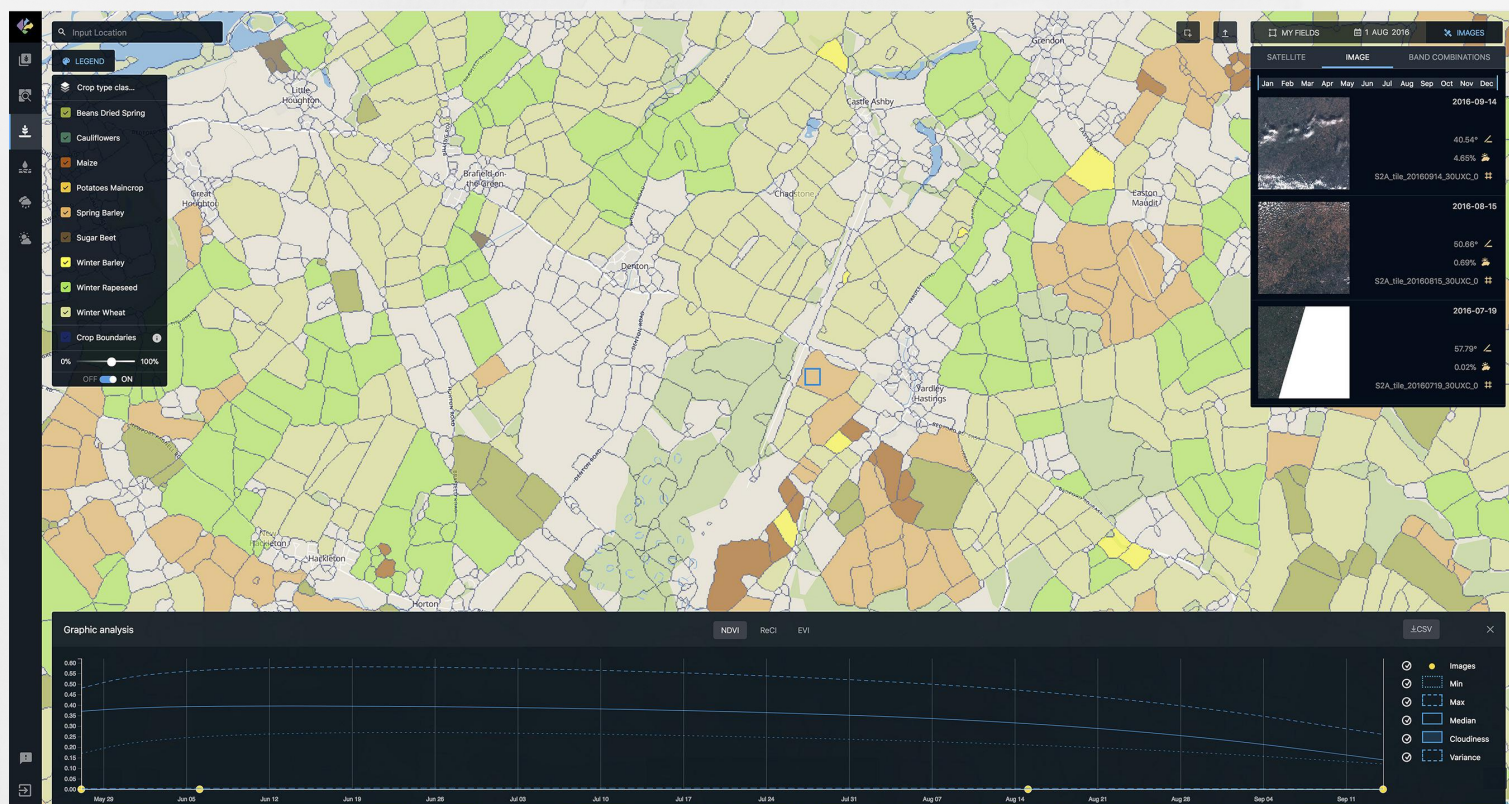 Input Location
LEGEND
Crop type clas...
Beans Dried Spring
Cauliflowers
Maize
Potatoes Maincrop
Spring Barley
Sugar Beet
Winter Barley
Winter Rapeseed
Winter Wheat
Crop Boundaries
0% 100%
OFF ON
Little
Houghton
Great
Houghton
Brafield-on-
the-Green
Denton
Chadstone
Castle Ashby
Grendon
Easton
Maudit
Yardley
Hastings
Hackleton
Horton
DENTON ROAD
DENTON ROAD
MY FIELDS 1 AUG 2016 IMAGES
SATELLITE IMAGE BAND COMBINATIONS
Jan Feb Mar Apr May Jun Jul Aug Sep Oct Nov Dec
2016-09-14
40.54°
4.65%
S2A_tile_20160914_30UXC_0
2016-08-15
50.66°
0.69%
S2A_tile_20160815_30UXC_0
2016-07-19
57.79°
0.02%
S2A_tile_20160719_30UXC_0
Graphic analysis
NDVI ReCI EVI
CSV
0.60
0.55
0.50
0.45
0.40
0.35
0.30
0.25
0.20
0.15
0.10
0.05
0.00
May 29 Jun 05 Jun 12 Jun 19 Jun 26 Jul 03 Jul 10 Jul 17 Jul 24 Jul 31 Aug 07 Aug 14 Aug 21 Aug 28 Sep 04 Sep 11
Images
Min
Max
Median
Cloudiness
Variance